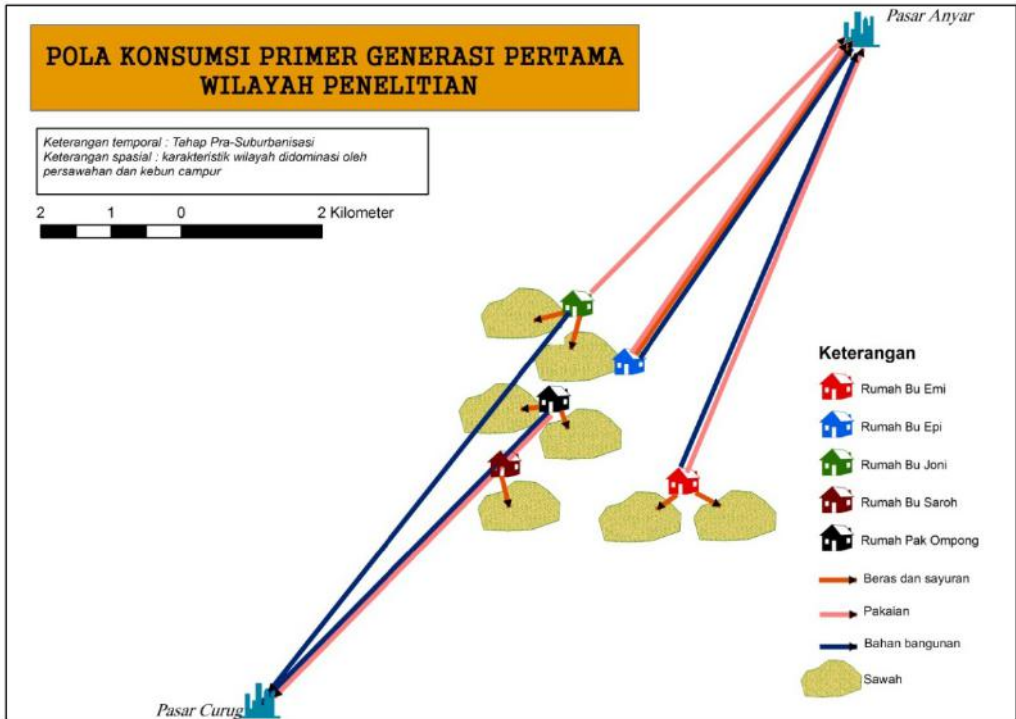 Pasar Anyar
POLA KONSUMSI PRIMER GENERASI PERTAMA
WILAYAH PENELITIAN
Keterangan temporal : Tahap Pra-Suburbanisasi
Keterangan spasial : karakteristik wilayah didominasi oleh
persawahan dan kebun campur
2 1 0 2 Kilometer
Keterangan
Rumah Bu Emi
Rumah Bu Epi
Rumah Bu Joni
Rumah Bu Saroh
Rumah Pak Ompong
Beras dan sayuran
Pakaian
Bahan bangunan
Sawah
Pasar Curug